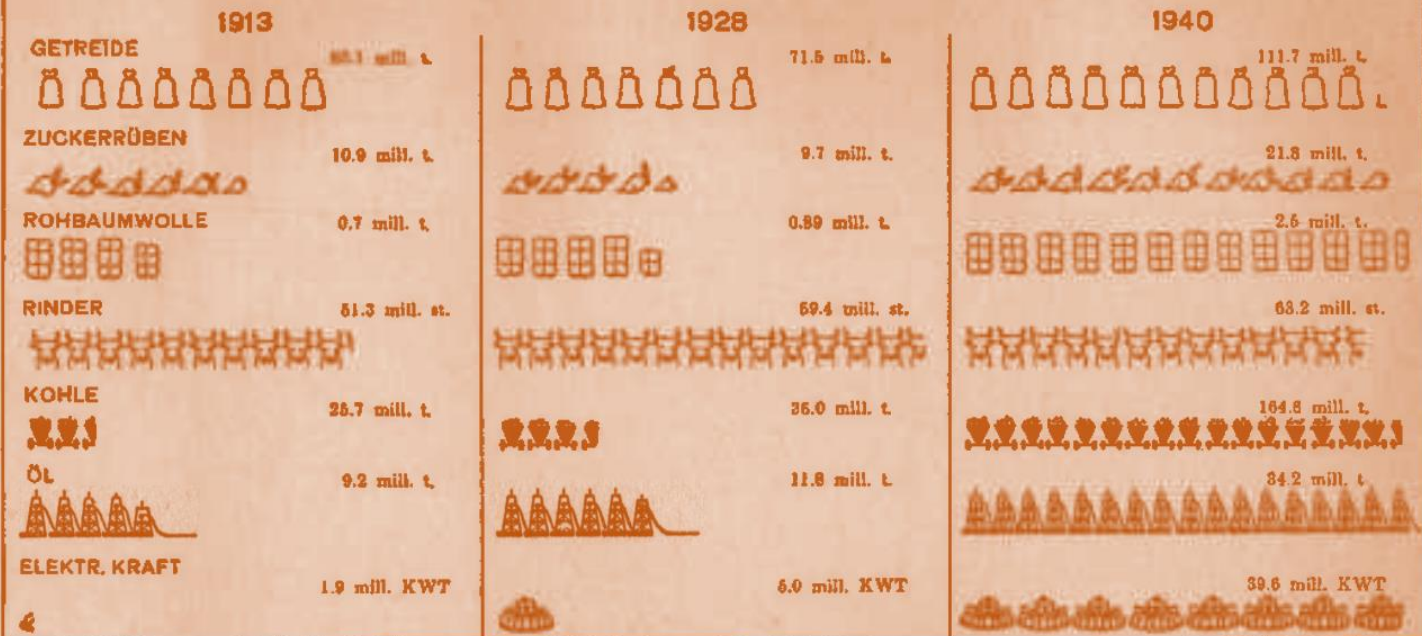 1913 1928 1940
GETREIDE
mill. t. 71.5 mill. t. 111.7 mill. t.
ZUCKERRÜBEN
10.9 mill. t. 9.7 mill. t. 21.8 mill. t.
ROHBAUMWOLLE 0.7 mill. t. 0.89 mill. t. 2.5 mill. t.
RINDER 51.3 mill. st. 69.4 mill. st. 63.2 mill. st.
KOHLE
25.7 mill. t. 36.0 mill. t. 164.8 mill. t.
ÖL 9.2 mill. t. 11.8 mill. t. 34.2 mill. t.
ELEKTR. KRAFT
1.9 mill. KWT 5.0 mill. KWT 39.6 mill. KWT